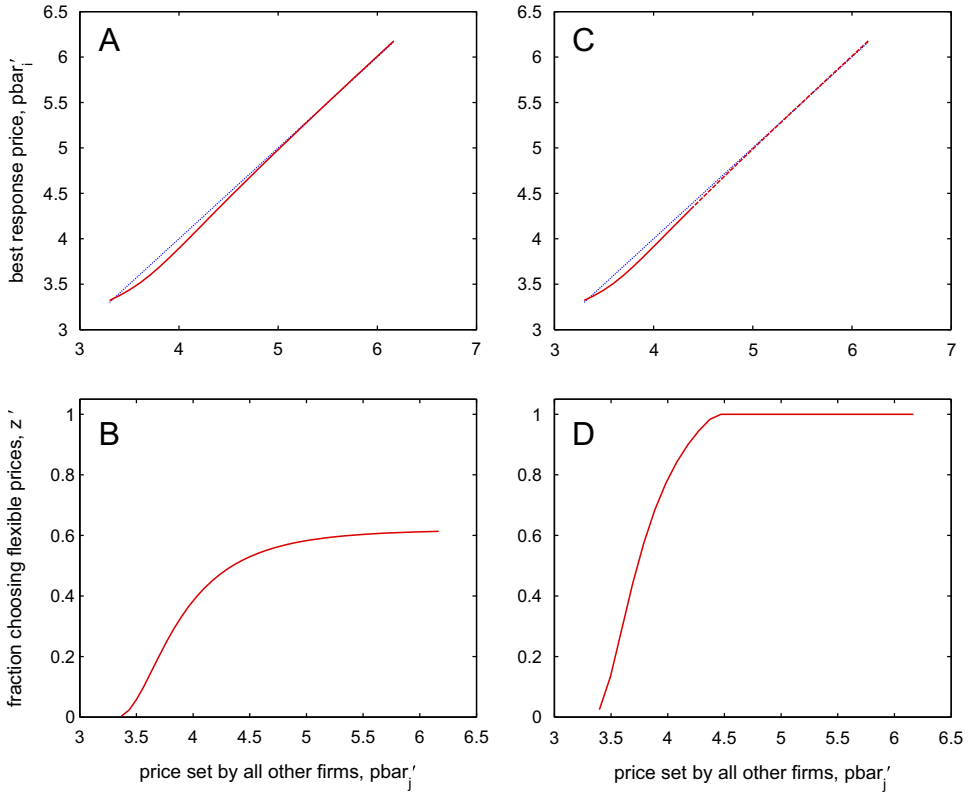 A
C
6
5.5
5
4.5
4
3.5
3
6
5.5
5
4.5
4
3.5
3
best response price, pbar i′
3 4 5 6 7
3 4 5 6 7
B
D
1
0.8
0.6
0.4
0.2
0
1
0.8
0.6
0.4
0.2
0
fraction choosing flexible prices, z′
3 3.5 4 4.5 5 5.5 6 6.5
3 3.5 4 4.5 5 5.5 6 6.5
price set by all other firms, pbar j′
price set by all other firms, pbar j′